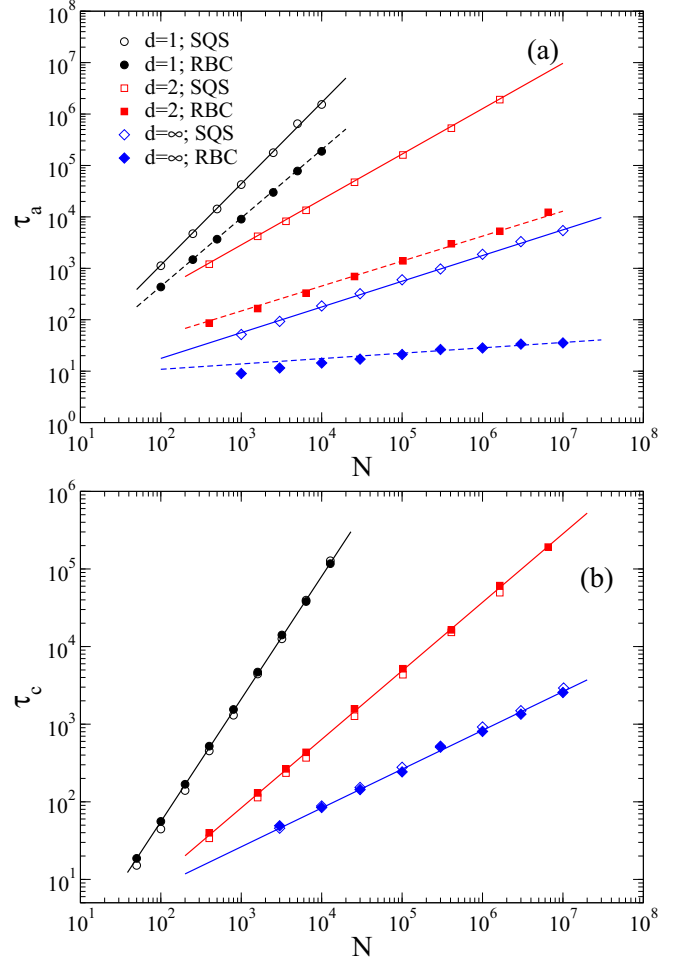 (a)
d=1; SQS
d=1; RBC
d=2; SQS
d=2; RBC
d=∞; SQS
d=∞; RBC
τa
10^8
10^7
10^6
10^5
10^4
10^3
10^2
10^1
10^0
10^1 10^2 10^3 10^4 10^5 10^6 10^7 10^8
N
(b)
τc
10^6
10^5
10^4
10^3
10^2
10^1
10^1 10^2 10^3 10^4 10^5 10^6 10^7 10^8
N